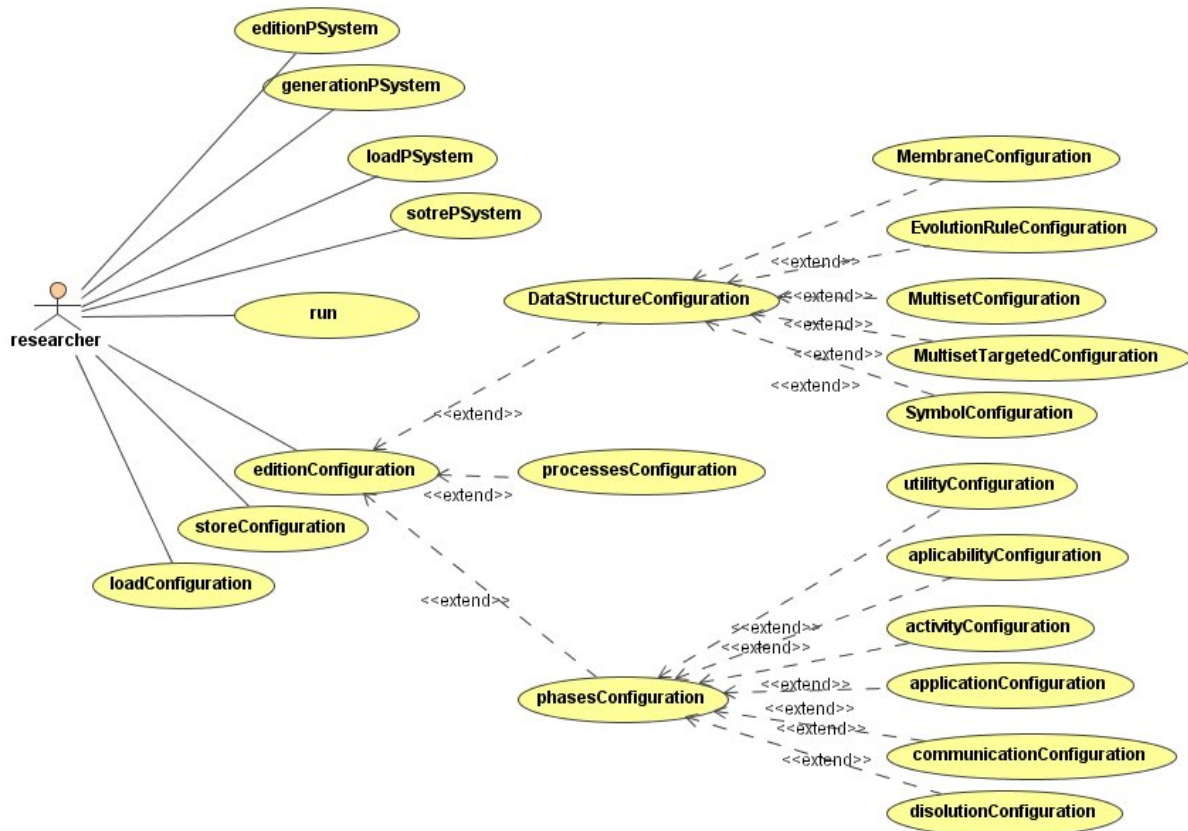 editionPSystem
generationPSystem
loadPSystem
sotrePSystem
run
researcher
editionConfiguration
storeConfiguration
loadConfiguration
DataStructureConfiguration
processesConfiguration
phasesConfiguration
<<extend>>
<<extend>>
<<extend>>
MembraneConfiguration
EvolutionRuleConfiguration
MultisetConfiguration
MultisetTargetedConfiguration
SymbolConfiguration
<<extend>>
<<extend>>
<<extend>>
<<extend>>
<<extend>>
utilityConfiguration
aplicabilityConfiguration
activityConfiguration
applicationConfiguration
communicationConfiguration
disolutionConfiguration
<<extend>>
<<extend>>
<<extend>>
<<extend>>
<<extend>>
<<extend>>